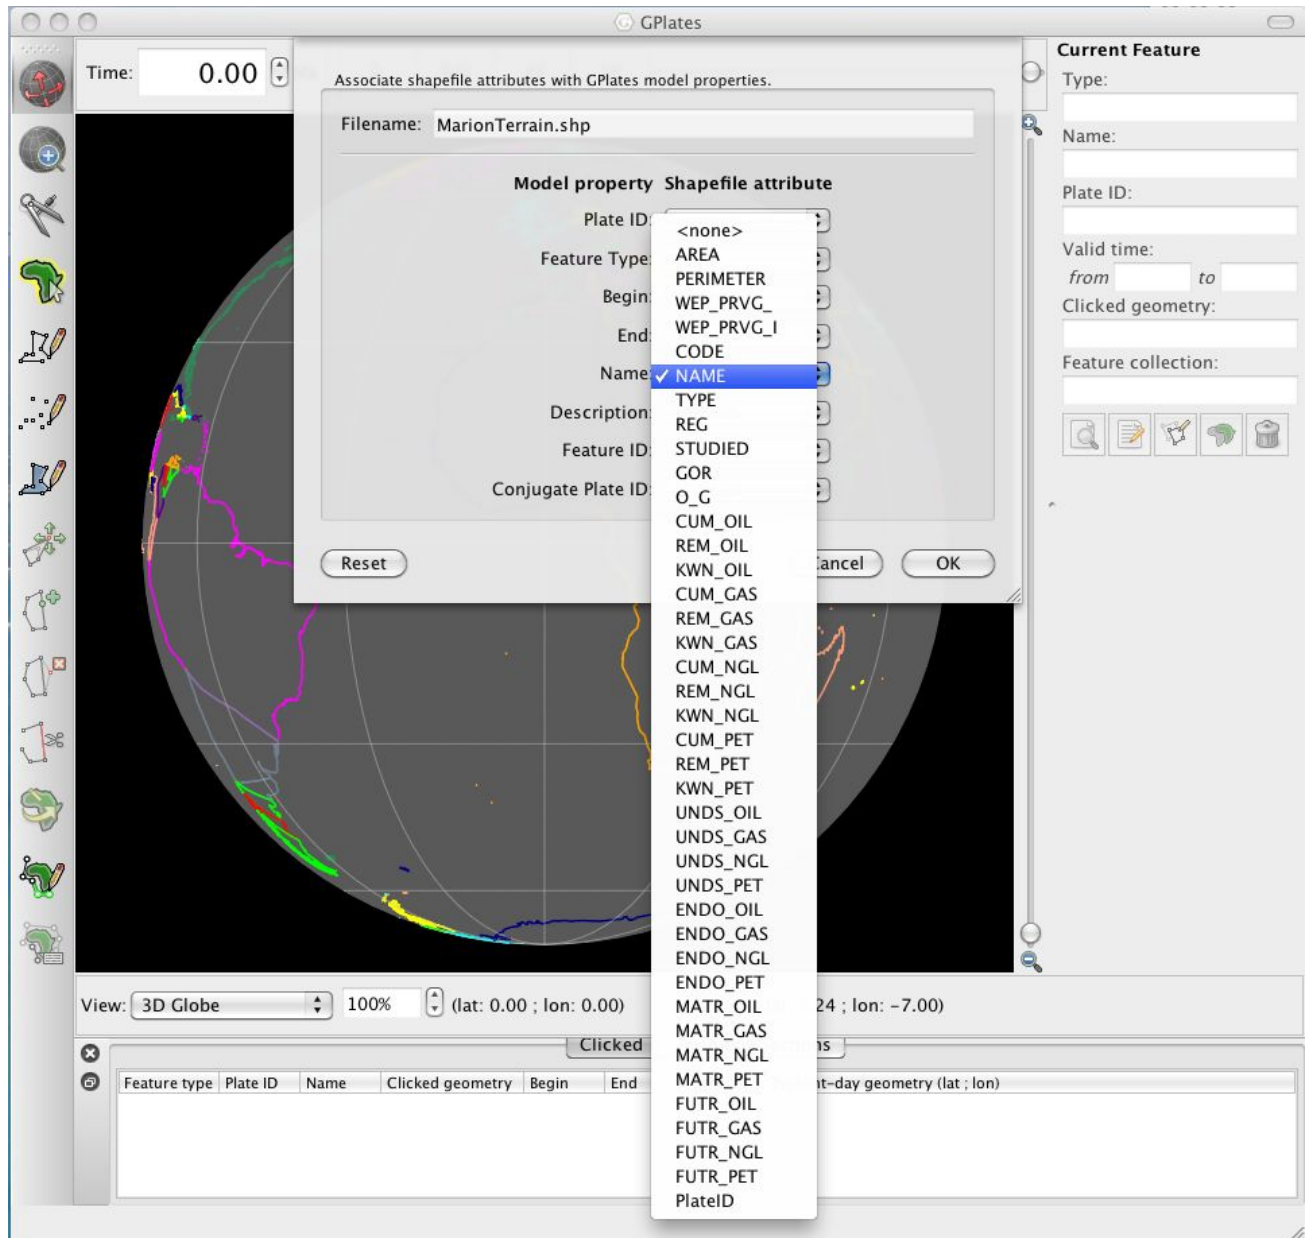 GPlates
Time: 0.00
Associate shapefile attributes with GPlates model properties.
Filename: MarionTerrain.shp
Model property Shapefile attribute
Plate ID:
Feature Type:
Begin:
End:
Name:
Description:
Feature ID:
Conjugate Plate ID:
<none>
AREA
PERIMETER
WEP_PRVG_
WEP_PRVG_I
CODE
✓ NAME
TYPE
REG
STUDIED
GOR
O_G
CUM_OIL
REM_OIL
KWN_OIL
CUM_GAS
REM_GAS
KWN_GAS
CUM_NGL
REM_NGL
KWN_NGL
CUM_PET
REM_PET
KWN_PET
UNDS_OIL
UNDS_GAS
UNDS_NGL
UNDS_PET
ENDO_OIL
ENDO_GAS
ENDO_NGL
ENDO_PET
MATR_OIL
MATR_GAS
MATR_NGL
MATR_PET
FUTR_OIL
FUTR_GAS
FUTR_NGL
FUTR_PET
PlateID
Reset
Cancel OK
Current Feature
Type:
Name:
Plate ID:
Valid time:
from to
Clicked geometry:
Feature collection:
View: 3D Globe 100% (lat: 0.00 ; lon: 0.00) 24 ; lon: -7.00)
Clicked
Feature type Plate ID Name Clicked geometry Begin End t-day geometry (lat ; lon)